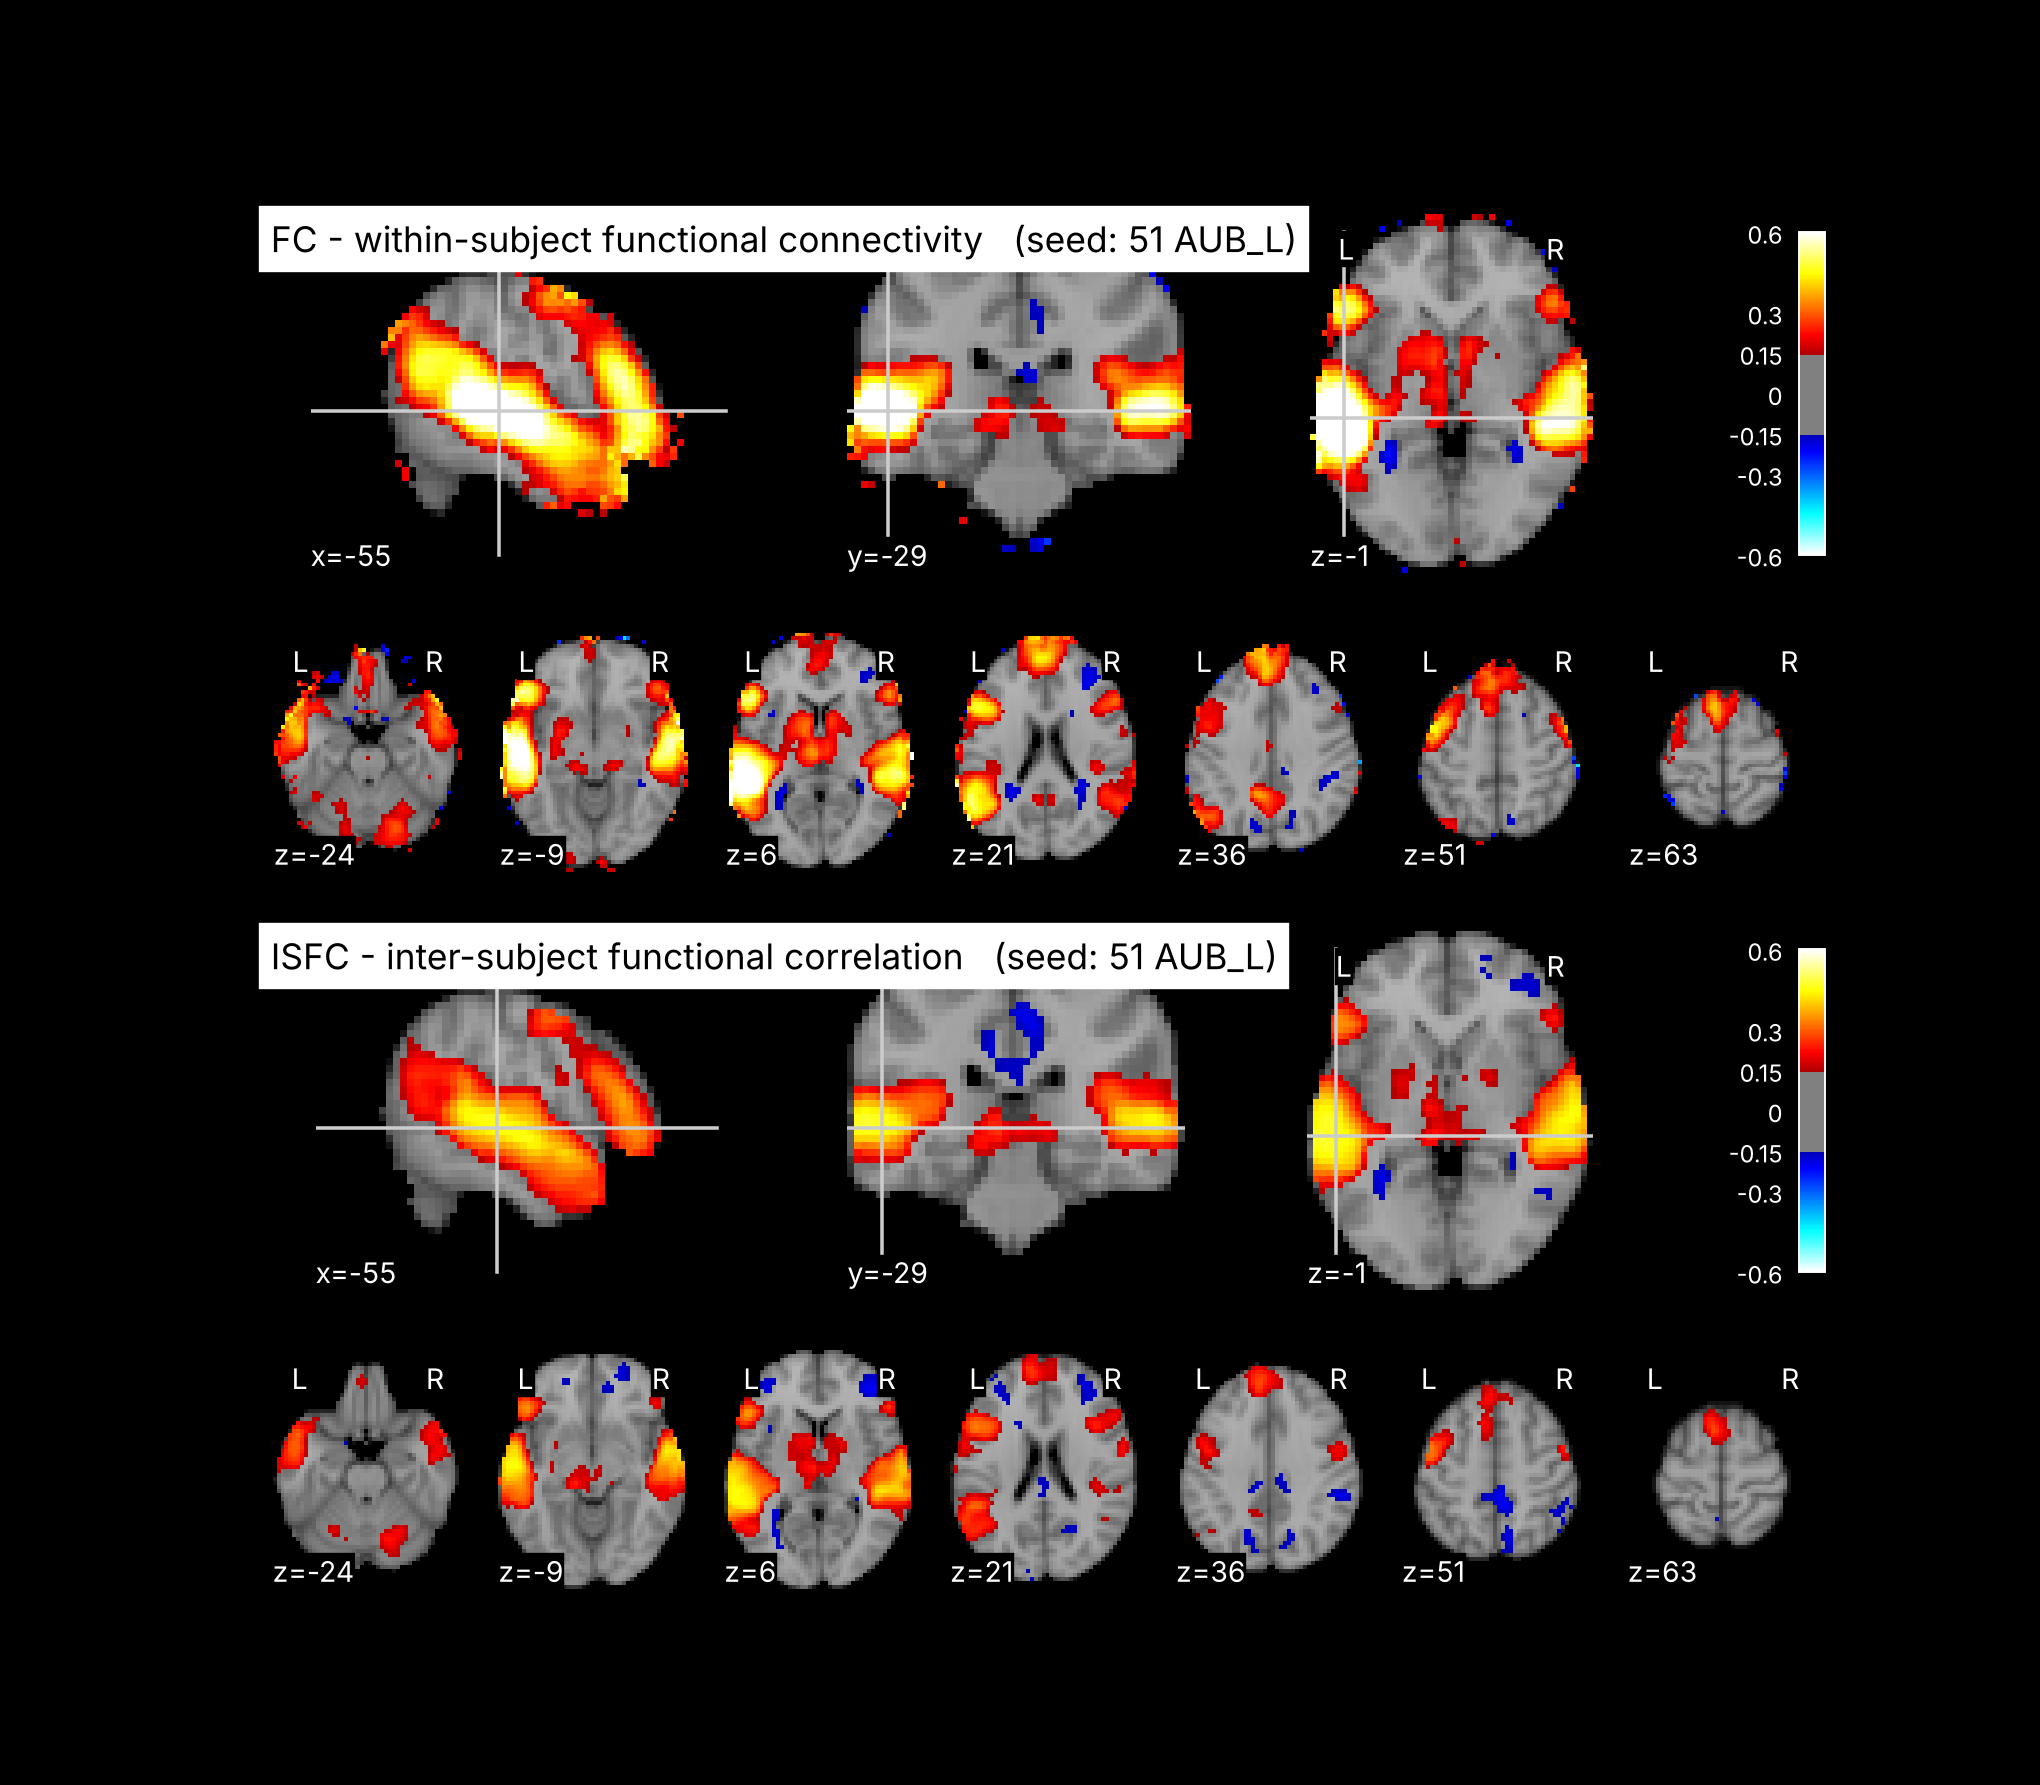 FC - within-subject functional connectivity (seed: 51 AUB_L)
L R
0.6
0.3
0.15
0
-0.15
-0.3
-0.6
x=-55 y=-29 z=-1
L R L R L R L R L R L R L R
z=-24 z=-9 z=6 z=21 z=36 z=51 z=63
ISFC - inter-subject functional correlation (seed: 51 AUB_L)
L R
0.6
0.3
0.15
0
-0.15
-0.3
-0.6
x=-55 y=-29 z=-1
L R L R L R L R L R L R L R
z=-24 z=-9 z=6 z=21 z=36 z=51 z=63